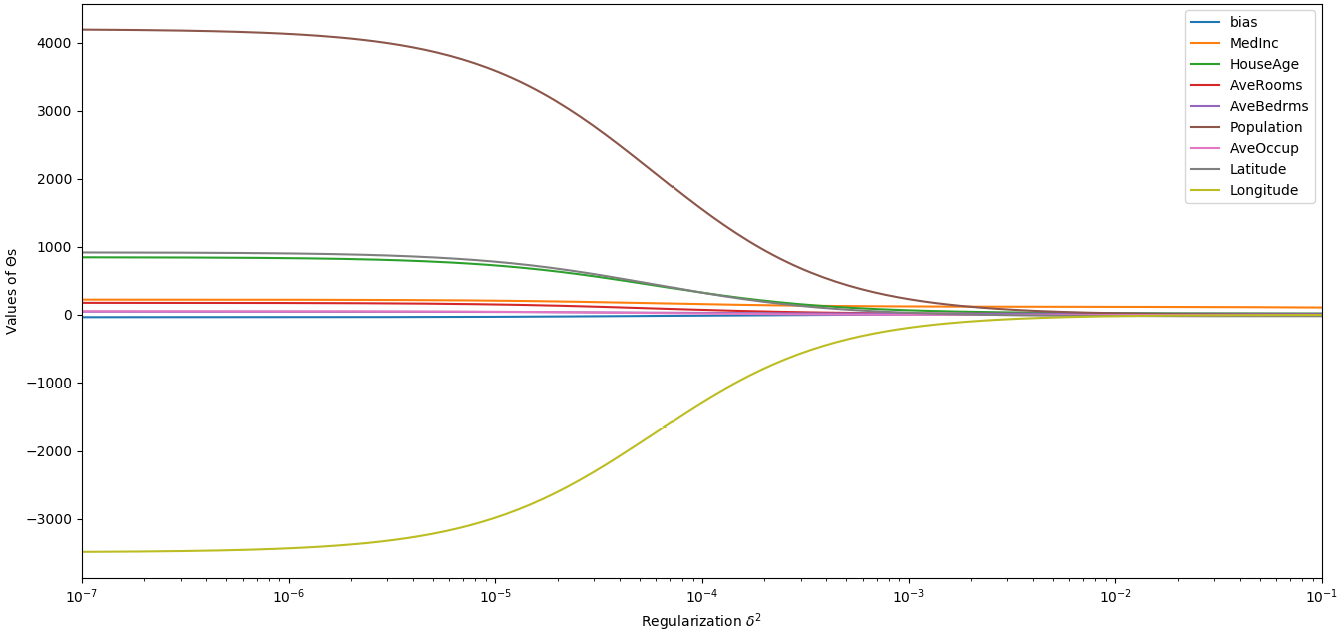 bias
MedInc
HouseAge
AveRooms
AveBedrms
Population
AveOccup
Latitude
Longitude
Values of Θs
4000
3000
2000
1000
0
−1000
−2000
−3000
10⁻⁷ 10⁻⁶ 10⁻⁵ 10⁻⁴ 10⁻³ 10⁻² 10⁻¹
Regularization δ²